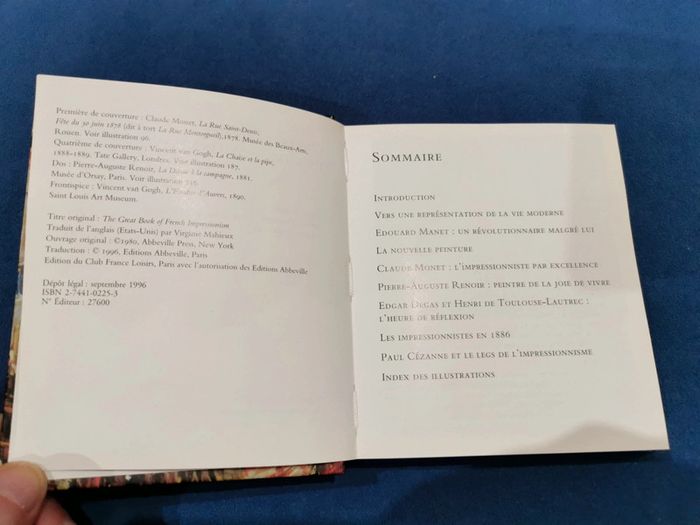 Première de couverture : Claude Monet, La Rue Saint-Denis,
Fête du 30 juin 1878 (dit à tort La Rue Montorgueil), 1878. Musée des Beaux-Arts,
Rouen. Voir illustration 96.
Quatrième de couverture : Vincent van Gogh, La Chaise et la pipe,
1888–1889. Tate Gallery, Londres. Voir illustration 187.
Dos : Pierre-Auguste Renoir, La Danse à la campagne, 1881.
Musée d'Orsay, Paris. Voir illustration
Frontispice : Vincent van Gogh, L'Escalier d'Auvers, 1890.
Saint Louis Art Museum.
Titre original : The Great Book of French Impressionism
Traduit de l'anglais (Etats-Unis) par Virginie Mahieux
Ouvrage original : ©1980, Abbeville Press, New York
Traduction : © 1996, Editions Abbeville, Paris
Edition du Club France Loisirs, Paris avec l'autorisation des Editions Abbeville
Dépôt légal : septembre 1996
ISBN 2-7441-0225-3
N° Éditeur : 27600
SOMMAIRE
INTRODUCTION
VERS UNE REPRÉSENTATION DE LA VIE MODERNE
EDOUARD MANET : UN RÉVOLUTIONNAIRE MALGRÉ LUI
LA NOUVELLE PEINTURE
CLAUDE MONET : L'IMPRESSIONNISTE PAR EXCELLENCE
PIERRE-AUGUSTE RENOIR : PEINTRE DE LA JOIE DE VIVRE
EDGAR DEGAS ET HENRI DE TOULOUSE-LAUTREC :
L'HEURE DE RÉFLEXION
LES IMPRESSIONNISTES EN 1886
PAUL CÉZANNE ET LE LEGS DE L'IMPRESSIONNISME
INDEX DES ILLUSTRATIONS